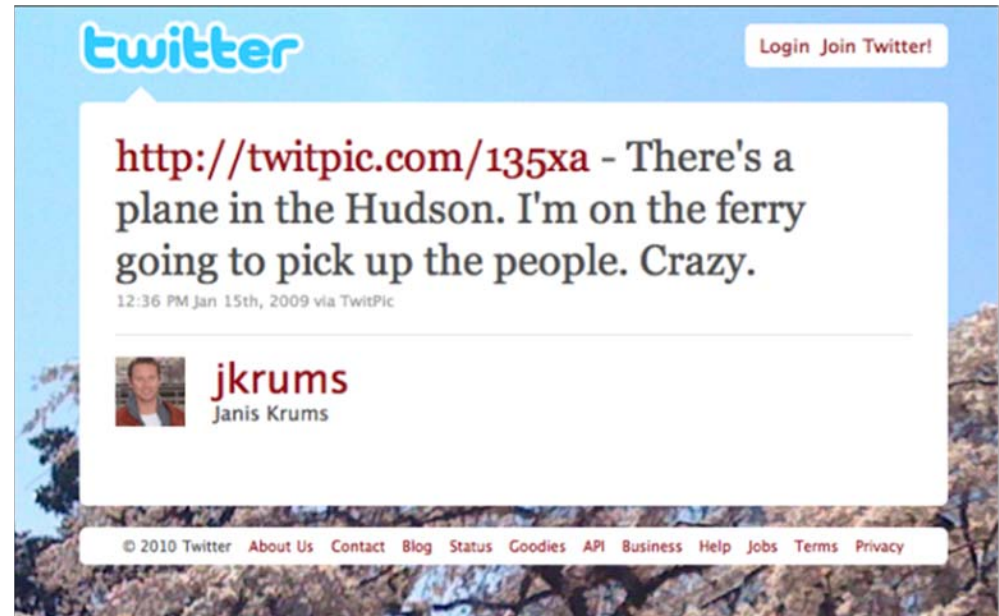 twitter
Login Join Twitter!
http://twitpic.com/135xa - There's a
plane in the Hudson. I'm on the ferry
going to pick up the people. Crazy.
12:36 PM Jan 15th, 2009 via TwitPic
jkrums
Janis Krums
© 2010 Twitter About Us Contact Blog Status Goodies API Business Help Jobs Terms Privacy